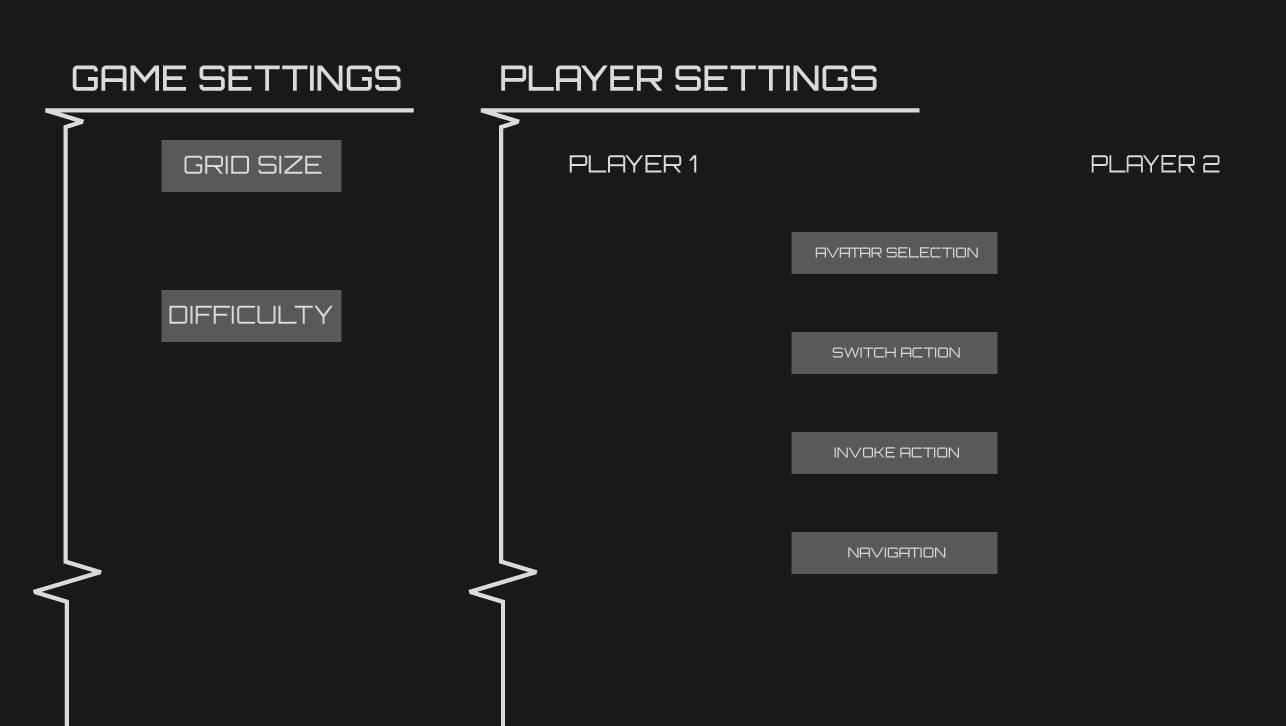 GAME SETTINGS
GRID SIZE
DIFFICULTY
PLAYER SETTINGS
PLAYER 1
PLAYER 2
AVATAR SELECTION
SWITCH ACTION
INVOKE ACTION
NAVIGATION